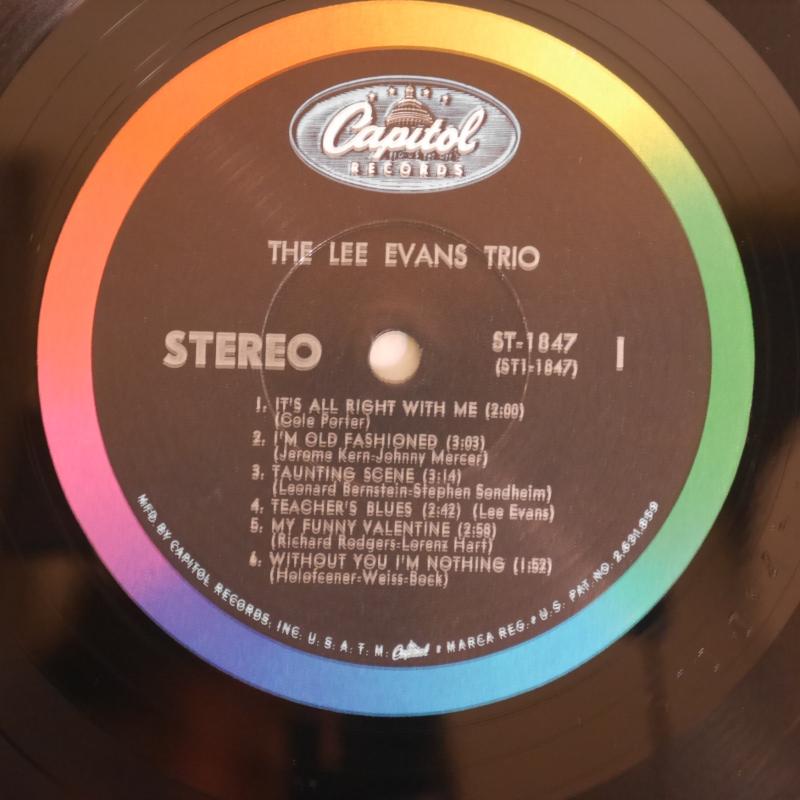 Capitol
RECORDS
THE LEE EVANS TRIO
STEREO
ST-1847
(ST1-1847)
I
1. IT'S ALL RIGHT WITH ME (2:00)
(Cole Porter)
2. I'M OLD FASHIONED (3:03)
(Jerome Kern-Johnny Mercer)
3. TAUNTING SCENE (3:14)
(Leonard Bernstein-Stephen Sondheim)
4. TEACHER'S BLUES (2:42) (Lee Evans)
5. MY FUNNY VALENTINE (2:58)
(Richard Rodgers-Lorenz Hart)
6. WITHOUT YOU I'M NOTHING (1:52)
(Holofcener-Weiss-Bock)
MFD. BY CAPITOL RECORDS, INC. U. S. A. T. M. Capitol • MARCA REG. • U. S. PAT. NO. 2,631,859